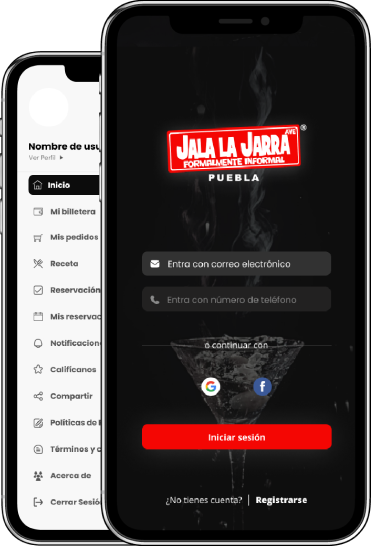 Nombre de usu
Ver Perfil
Inicio
Mi billetera
Mis pedidos
Receta
Reservación
Mis reservac
Notificacion
Califícanos
Compartir
Políticas de
Términos y c
Acerca de
Cerrar Sesió
JALA LA JARRA AVE ®
FORMALMENTE INFORMAL
PUEBLA
Entra con correo electrónico
Entra con número de teléfono
o continuar con
G
f
Iniciar sesión
¿No tienes cuenta? | Registrarse